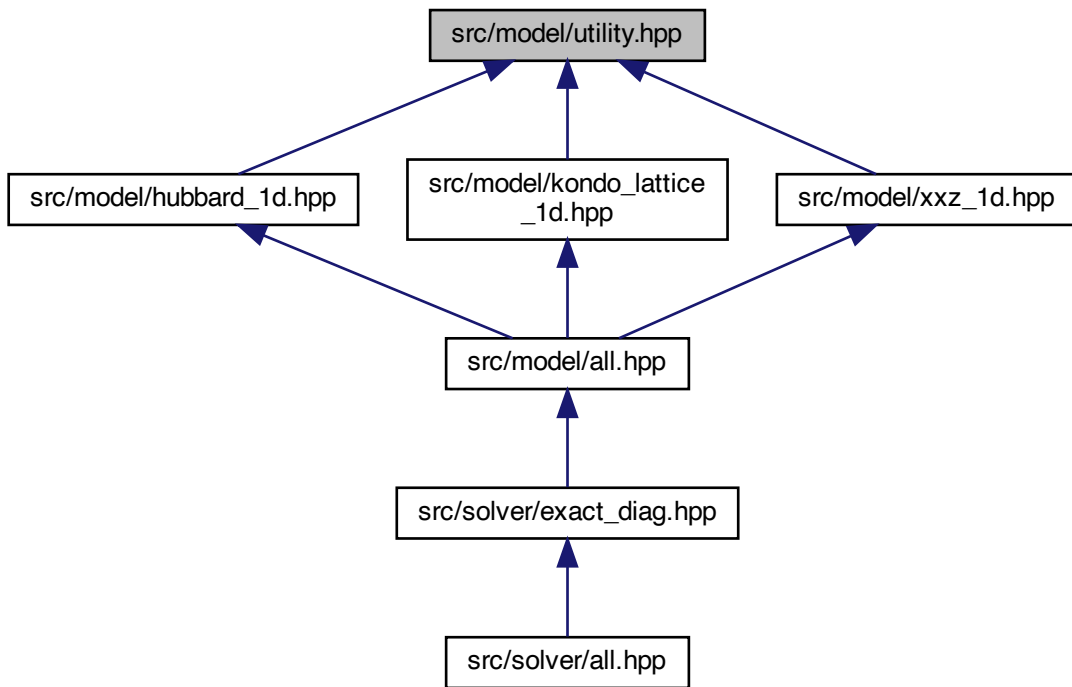 src/model/utility.hpp
src/model/hubbard_1d.hpp
src/model/kondo_lattice
_1d.hpp
src/model/xxz_1d.hpp
src/model/all.hpp
src/solver/exact_diag.hpp
src/solver/all.hpp